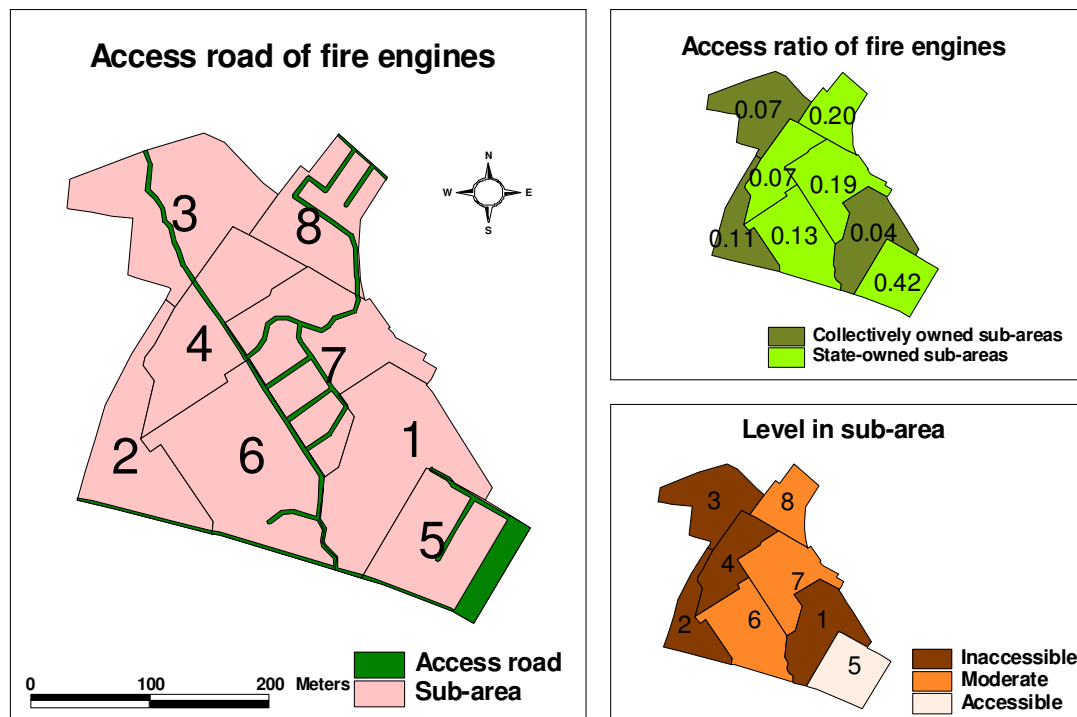 Access road of fire engines
N
W E
S
3
8
4
7
2
6
1
5
0 100 200 Meters
Access road
Sub-area
Access ratio of fire engines
0.07
0.20
0.07
0.19
0.11
0.13
0.04
0.42
Collectively owned sub-areas
State-owned sub-areas
Level in sub-area
3
8
4
7
2
6
1
5
Inaccessible
Moderate
Accessible